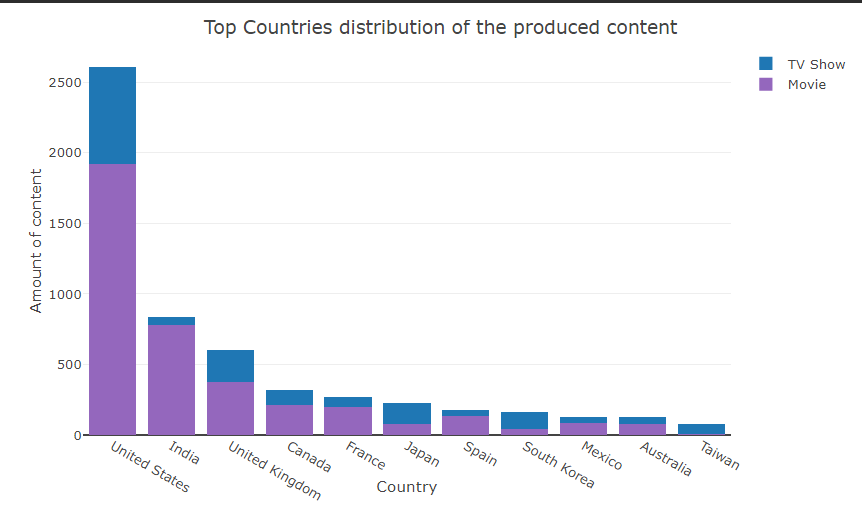 Top Countries distribution of the produced content
TV Show
Movie
Amount of content
2500
2000
1500
1000
500
0
United States
India
United Kingdom
Canada
France
Japan
Spain
South Korea
Mexico
Australia
Taiwan
Country